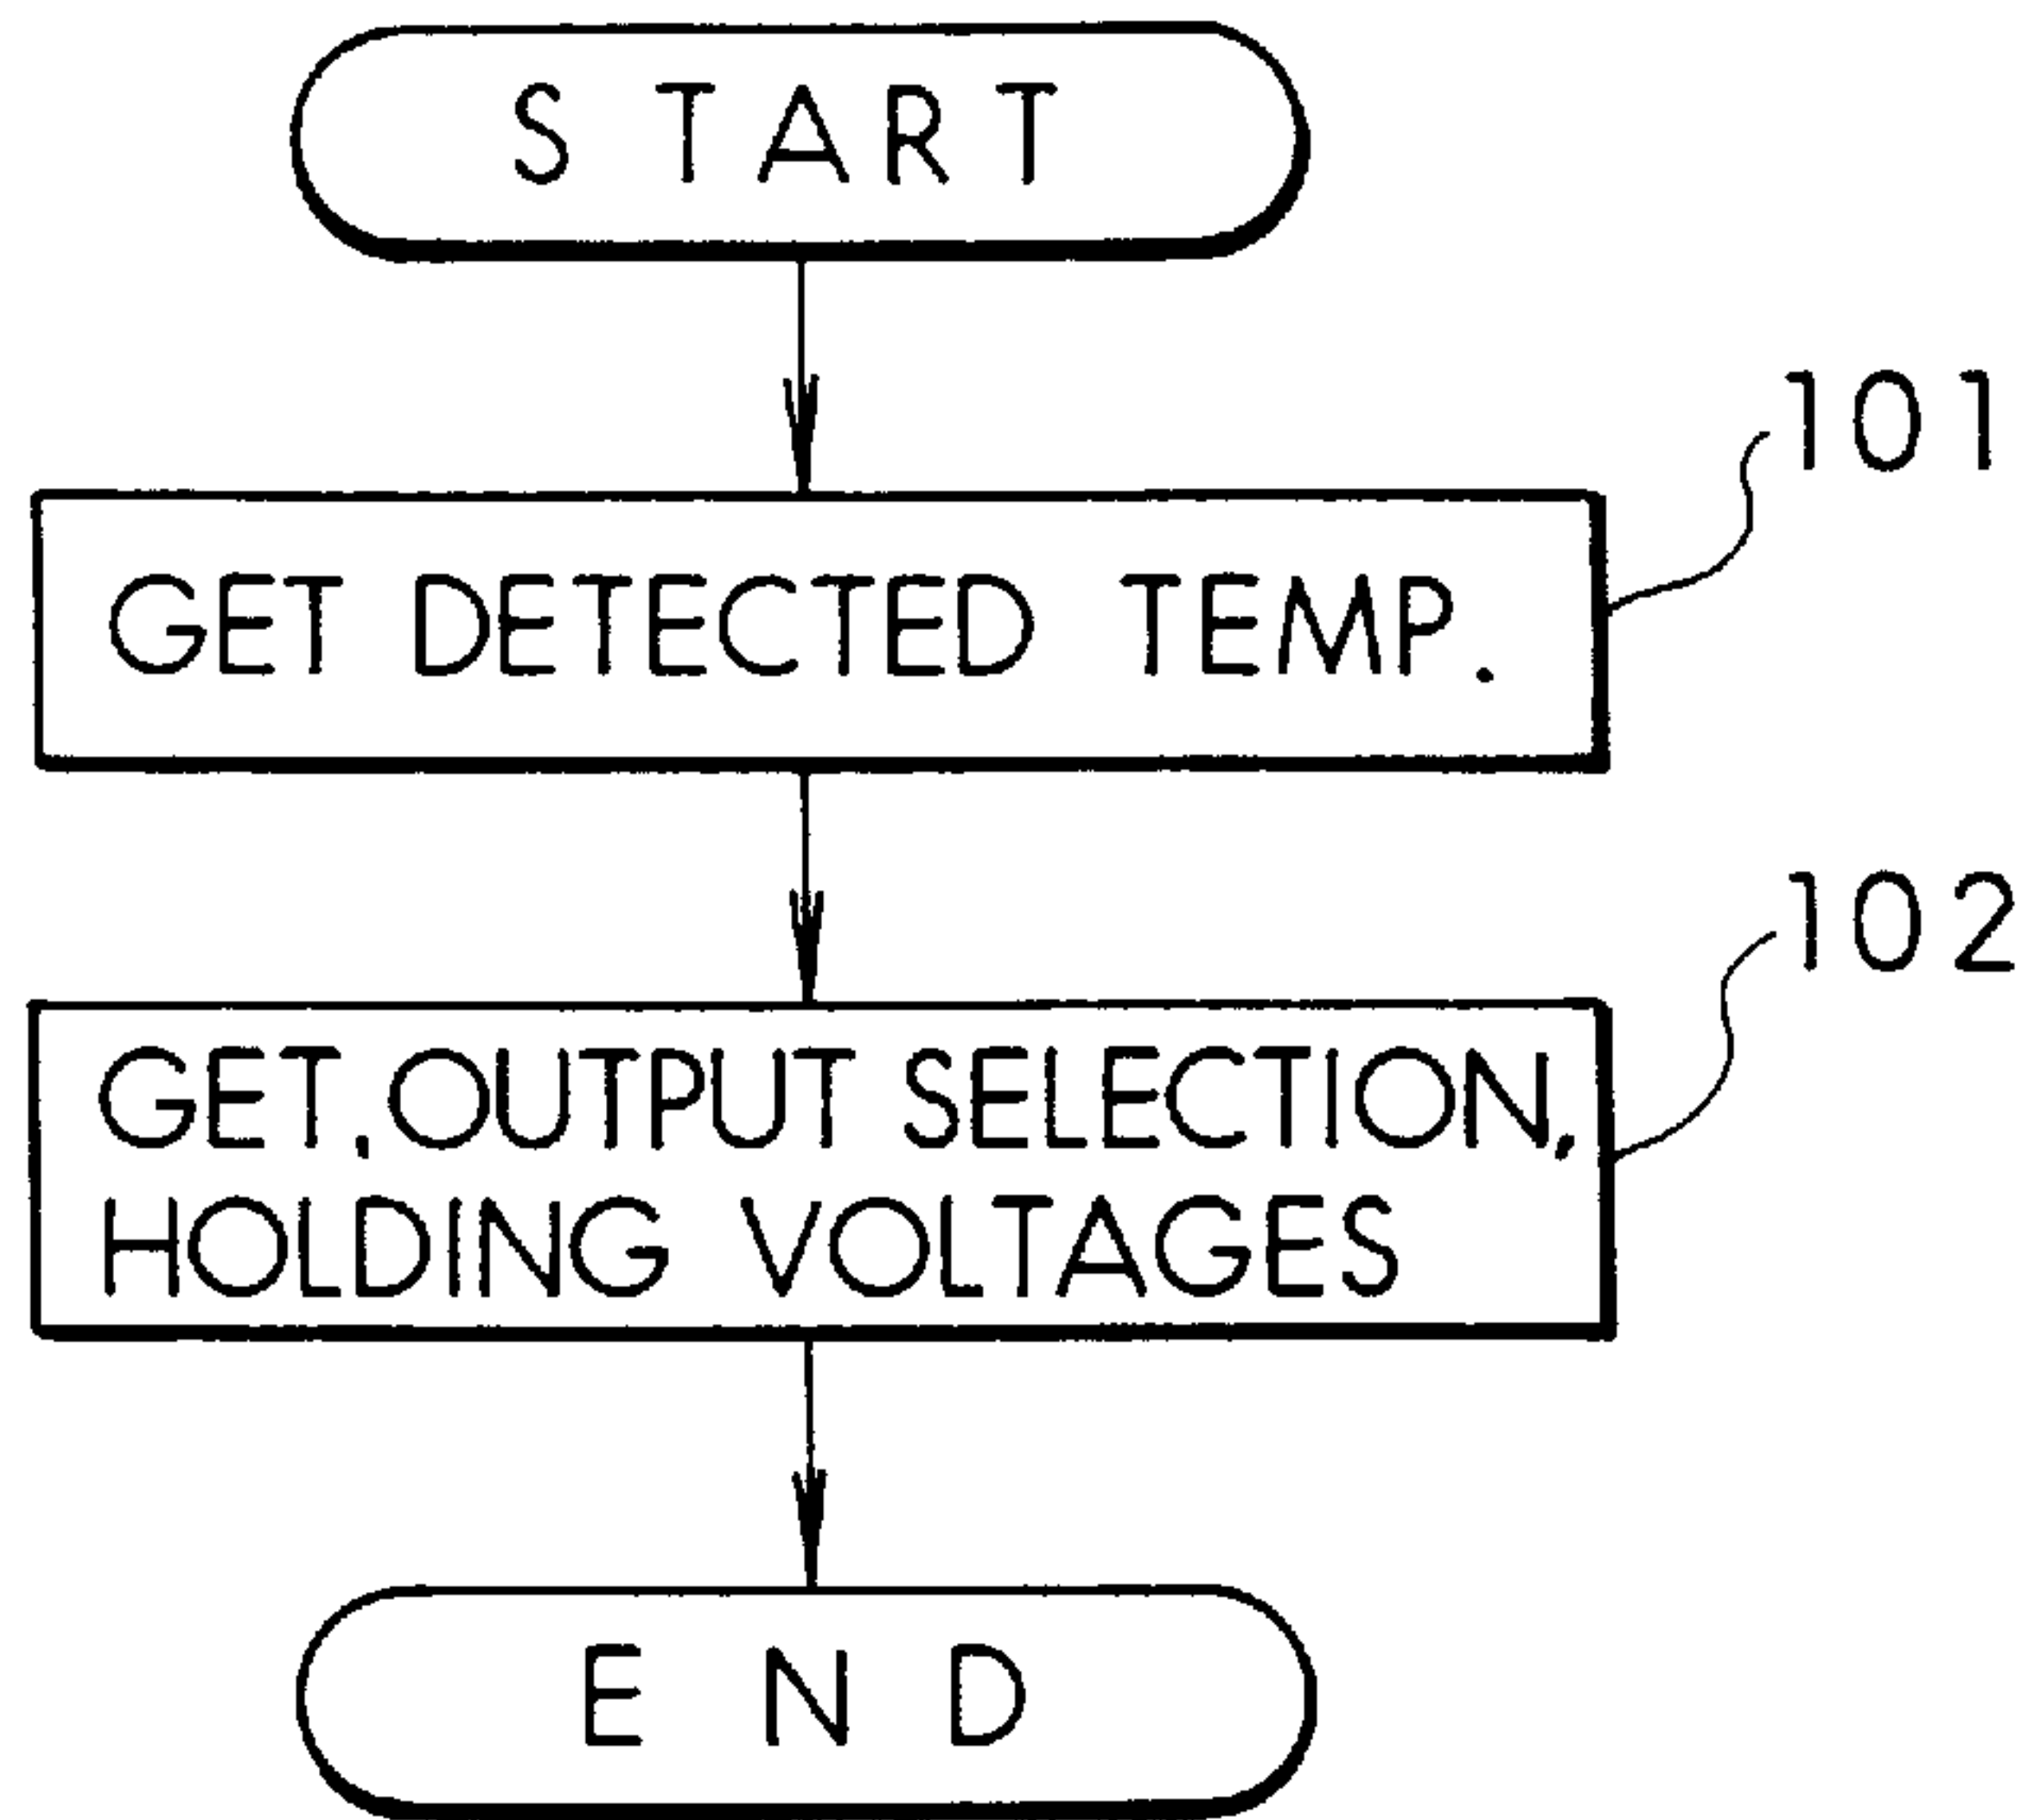 START
101
GET DETECTED TEMP.
102
GET,OUTPUT SELECTION,
HOLDING VOLTAGES
END